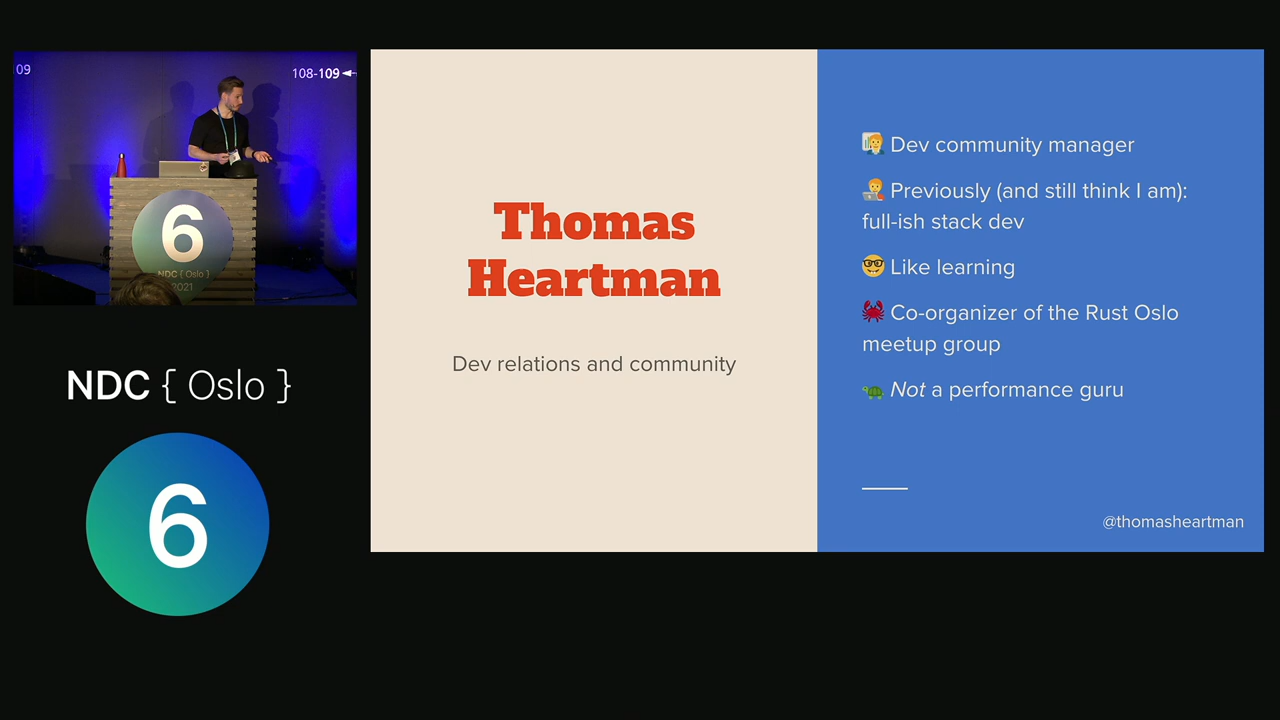 09
108-109
6
NDC { Oslo }
2021
NDC { Oslo }
6
Thomas
Heartman
Dev relations and community
Dev community manager
Previously (and still think I am):
full-ish stack dev
Like learning
Co-organizer of the Rust Oslo
meetup group
Not a performance guru
@thomasheartman